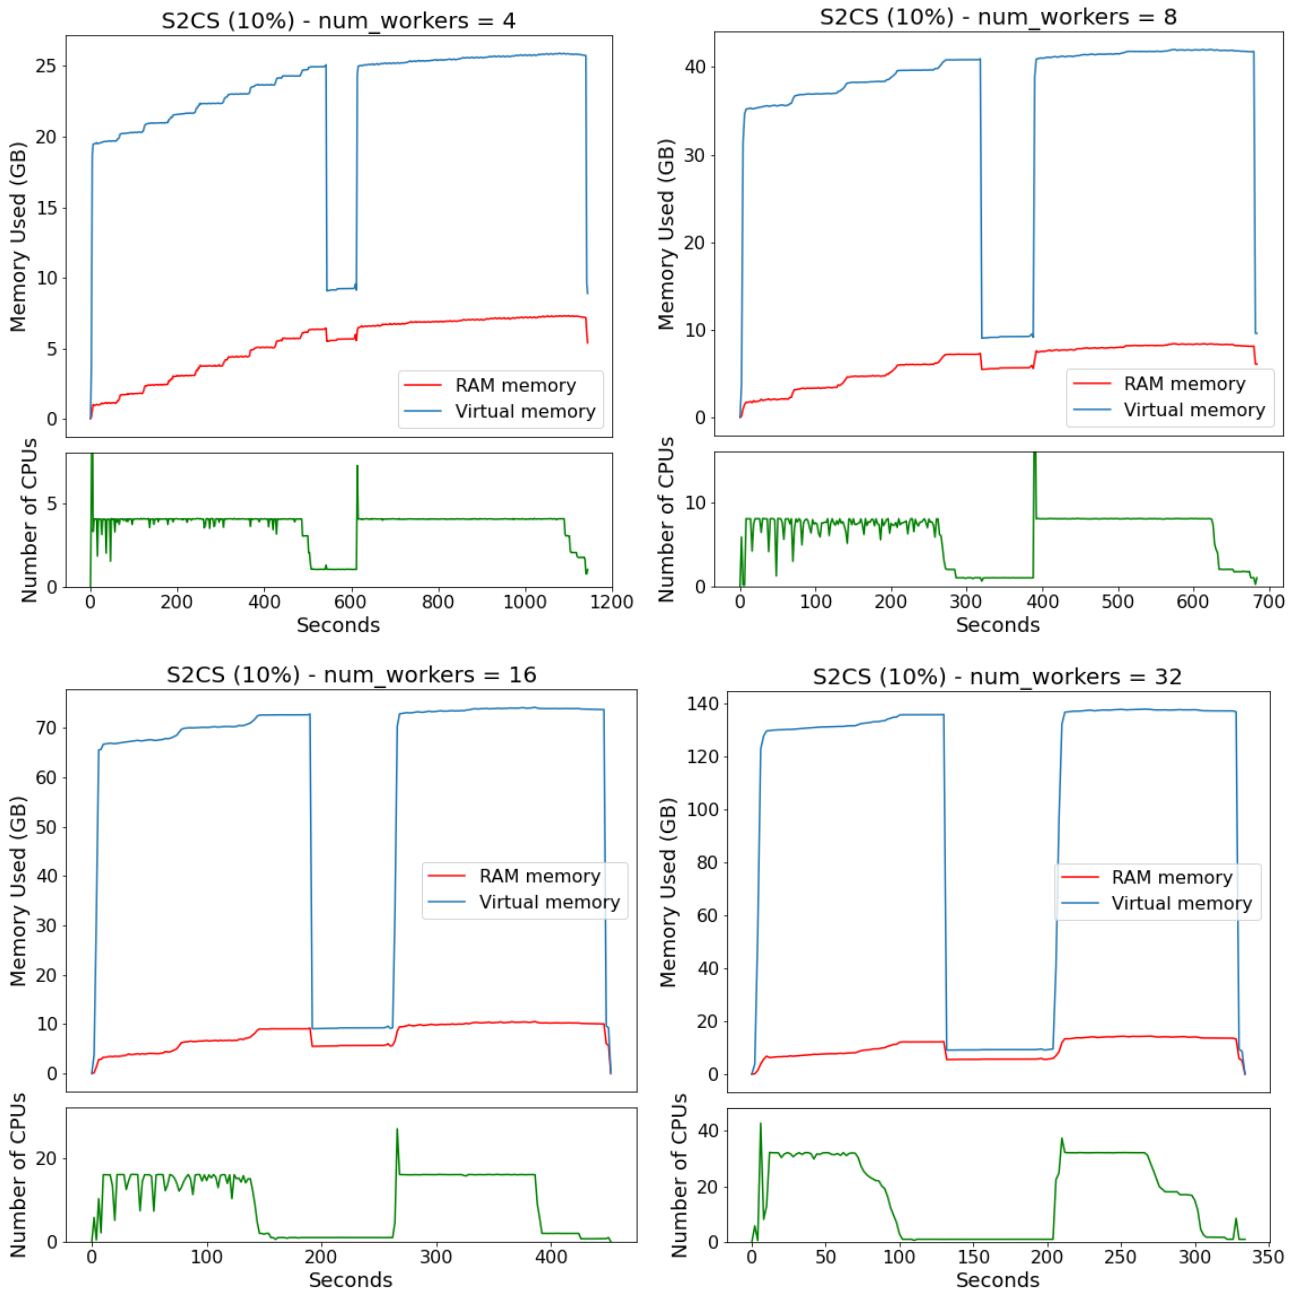 S2CS (10%) - num_workers = 4
Memory Used (GB)
25
20
15
10
5
0
RAM memory
Virtual memory
Number of CPUs
5
0
0 200 400 600 800 1000 1200
Seconds
S2CS (10%) - num_workers = 8
Memory Used (GB)
40
30
20
10
0
RAM memory
Virtual memory
Number of CPUs
10
0
0 100 200 300 400 500 600 700
Seconds
S2CS (10%) - num_workers = 16
Memory Used (GB)
70
60
50
40
30
20
10
0
RAM memory
Virtual memory
Number of CPUs
20
0
0 100 200 300 400
Seconds
S2CS (10%) - num_workers = 32
Memory Used (GB)
140
120
100
80
60
40
20
0
RAM memory
Virtual memory
Number of CPUs
40
20
0
0 50 100 150 200 250 300 350
Seconds